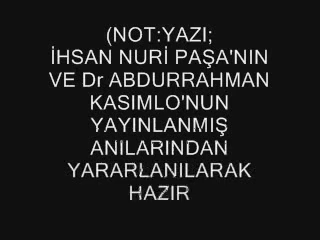 (NOT:YAZI;
İHSAN NURİ PAŞA'NIN
VE Dr ABDURRAHMAN
KASIMLO'NUN
YAYINLANMIŞ
ANILARINDAN
YARARLANILARAK
HAZIR